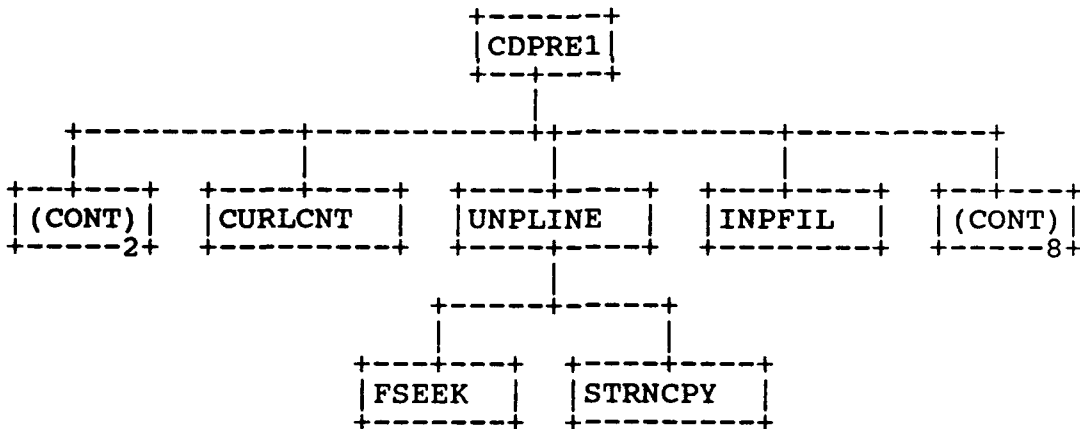 CDPRE1
(CONT) CURLCNT UNPLINE INPFIL (CONT)
2 8
FSEEK STRNCPY